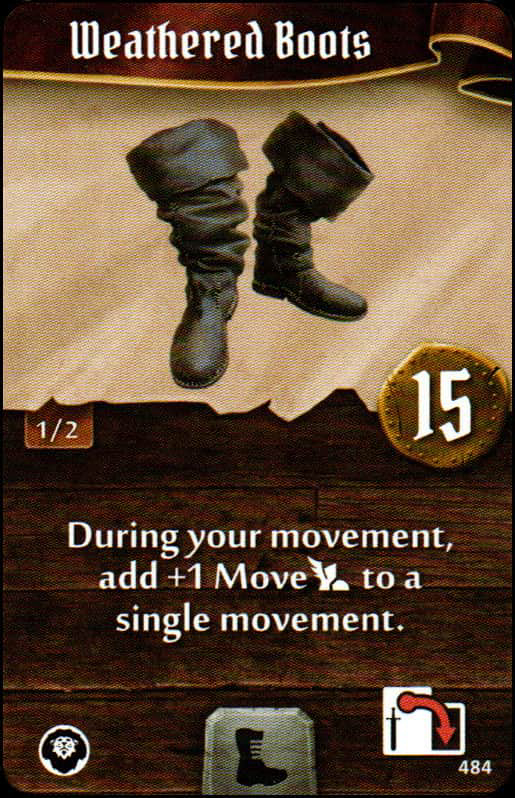 Weathered Boots
15
1/2
During your movement,
add +1 Move to a
single movement.
484